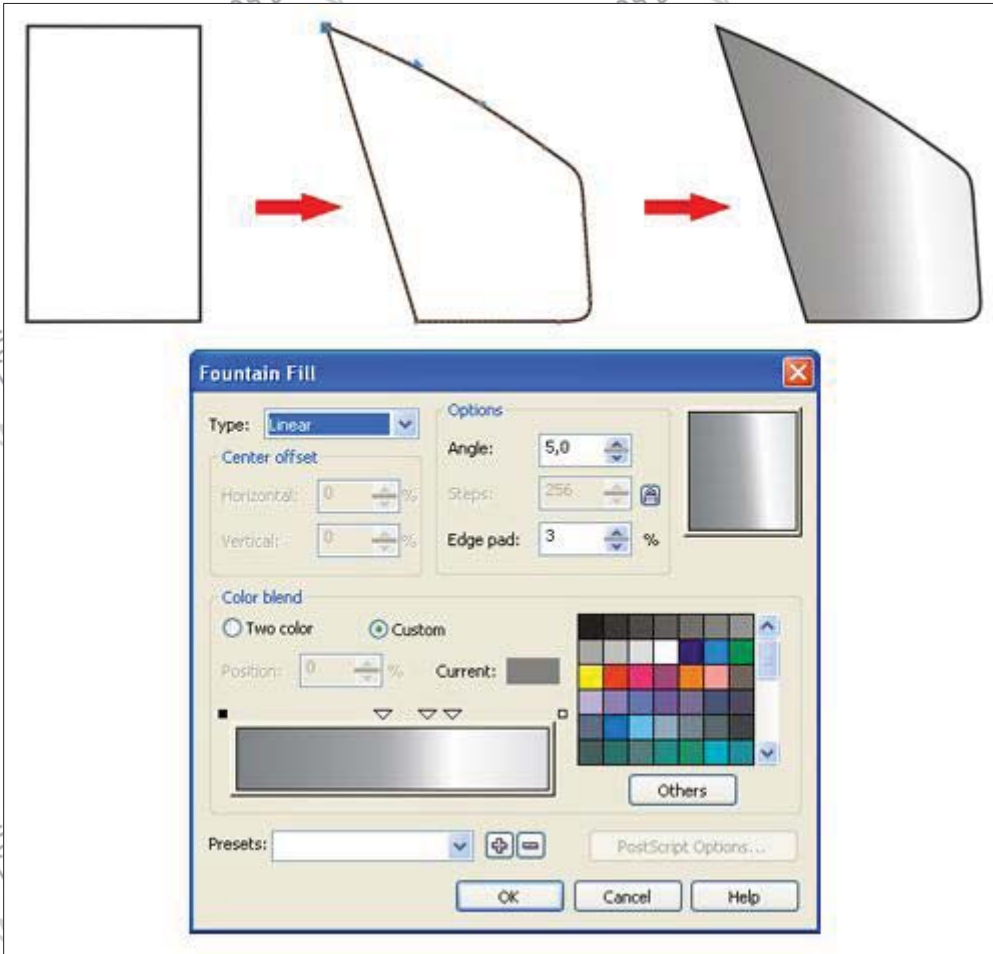 Fountain Fill
Type: Linear
Options
Angle: 5,0
Center offset
Horizontal: 0 %
Steps: 256
Vertical: 0 %
Edge pad: 3 %
Color blend
Two color Custom
Position: 0 % Current:
Others
Presets:
PostScript Options...
OK Cancel Help